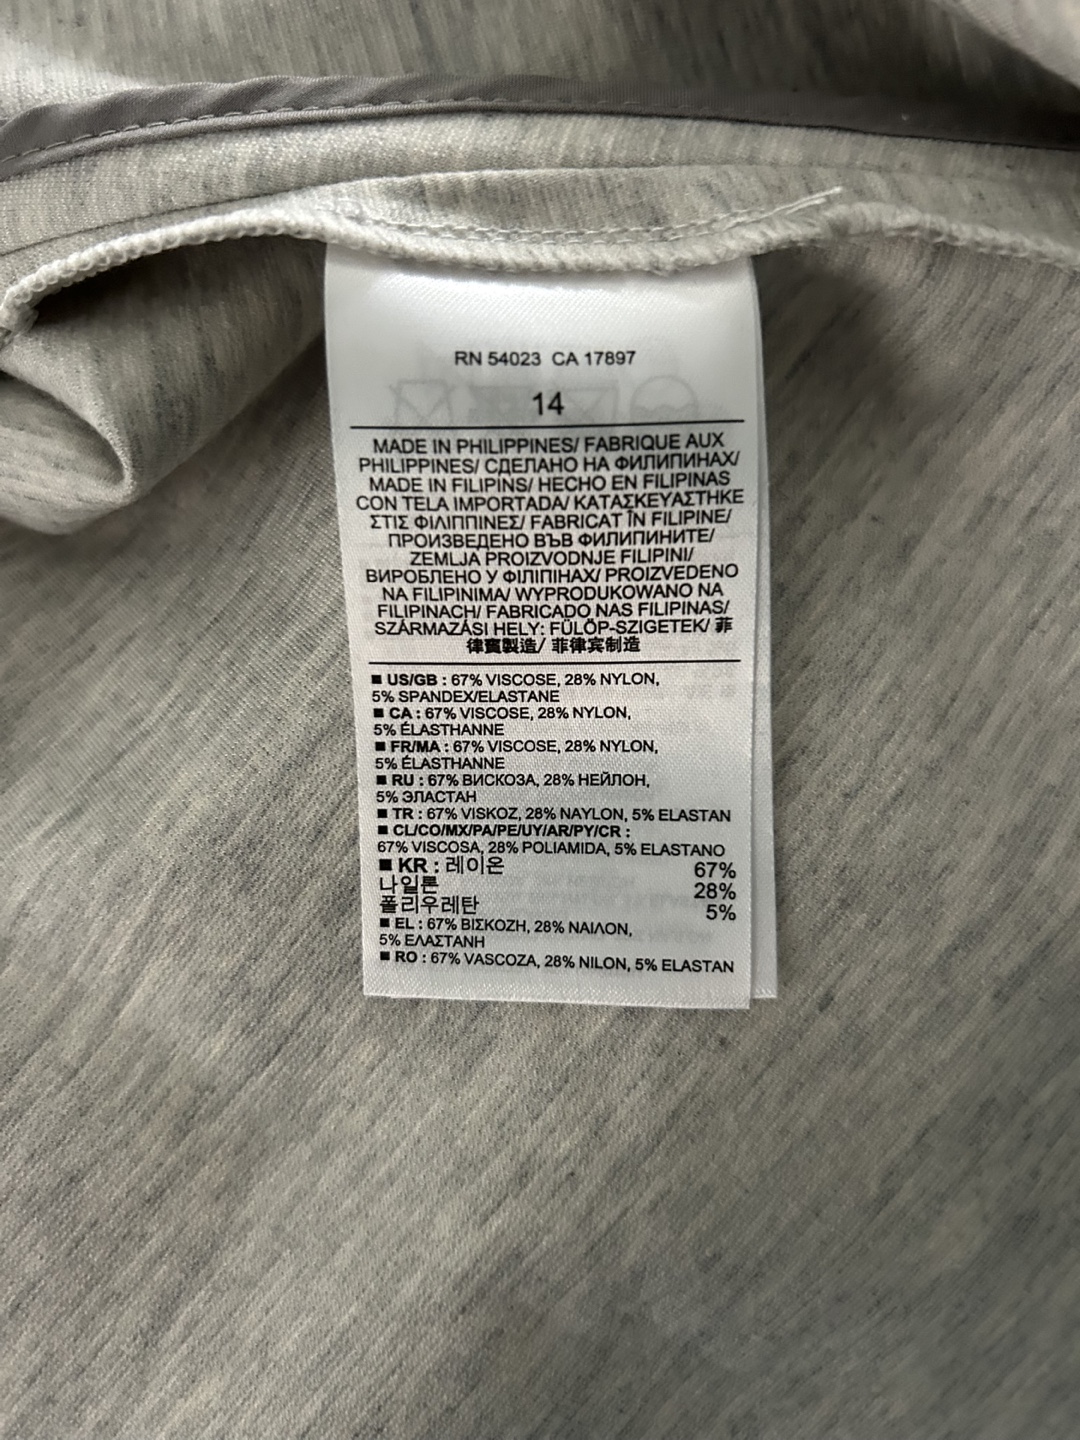 RN 54023 CA 17897
14
MADE IN PHILIPPINES/ FABRIQUE AUX
PHILIPPINES/ СДЕЛАНО НА ФИЛИПИНАХ/
MADE IN FILIPINS/ HECHO EN FILIPINAS
CON TELA IMPORTADA/ ΚΑΤΑΣΚΕΥΑΣΤΗΚΕ
ΣΤΙΣ ΦΙΛΙΠΠΙΝΕΣ/ FABRICAT ÎN FILIPINE/
ПРОИЗВЕДЕНО ВЪВ ФИЛИПИНИТЕ/
ZEMLJA PROIZVODNJE FILIPINI/
ВИРОБЛЕНО У ФІЛІПІНАХ/ PROIZVEDENO
NA FILIPINIMA/ WYPRODUKOWANO NA
FILIPINACH/ FABRICADO NAS FILIPINAS/
SZÁRMAZÁSI HELY: FÜLÖP-SZIGETEK/ 菲
律賓製造/ 菲律宾制造
■ US/GB : 67% VISCOSE, 28% NYLON,
5% SPANDEX/ELASTANE
■ CA : 67% VISCOSE, 28% NYLON,
5% ÉLASTHANNE
■ FR/MA : 67% VISCOSE, 28% NYLON,
5% ÉLASTHANNE
■ RU : 67% ВИСКОЗА, 28% НЕЙЛОН,
5% ЭЛАСТАН
■ TR : 67% VISKOZ, 28% NAYLON, 5% ELASTAN
■ CL/CO/MX/PA/PE/UY/AR/PY/CR :
67% VISCOSA, 28% POLIAMIDA, 5% ELASTANO
■ KR : 레이온 67%
나일론 28%
폴리우레탄 5%
■ EL : 67% ΒΙΣΚΟΖΗ, 28% ΝΑΙΛΟΝ,
5% ΕΛΑΣΤΑΝΗ
■ RO : 67% VASCOZA, 28% NILON, 5% ELASTAN